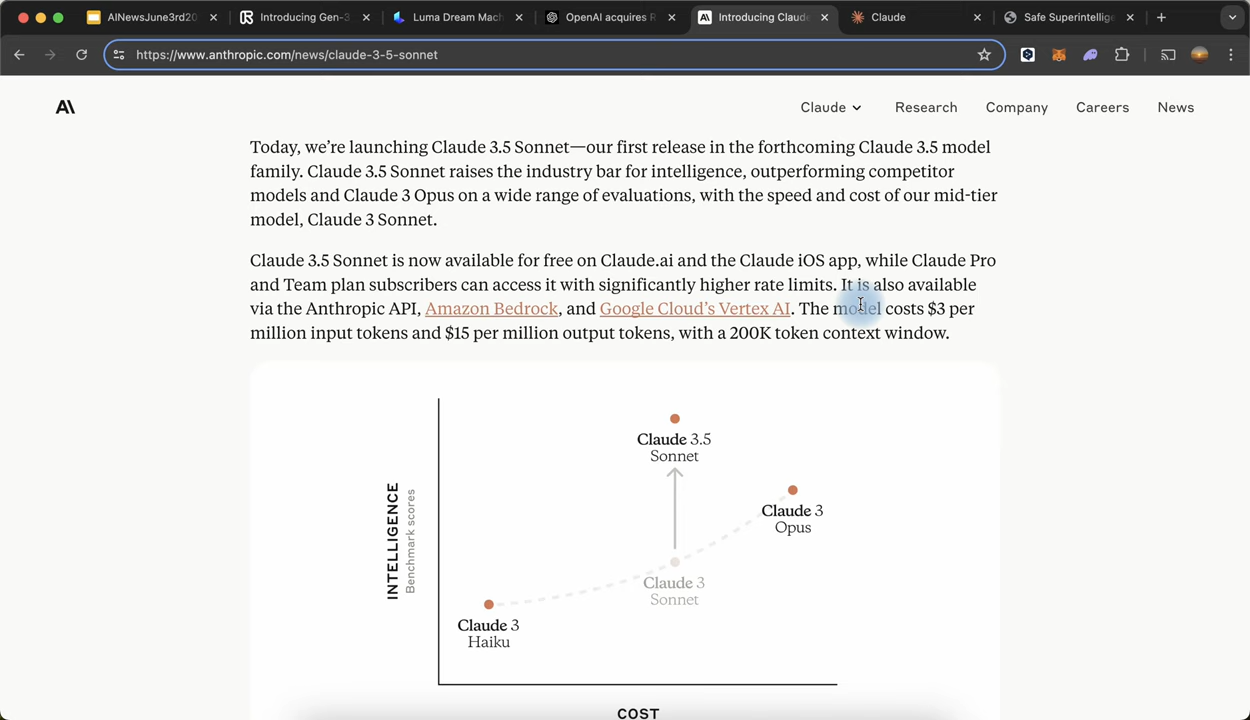 AINewsJune3rd20
Introducing Gen-3
Luma Dream Mach
OpenAI acquires R
Introducing Claude
Claude
Safe Superintellige
https://www.anthropic.com/news/claude-3-5-sonnet
Claude
Research
Company
Careers
News
Today, we’re launching Claude 3.5 Sonnet—our first release in the forthcoming Claude 3.5 model
family. Claude 3.5 Sonnet raises the industry bar for intelligence, outperforming competitor
models and Claude 3 Opus on a wide range of evaluations, with the speed and cost of our mid-tier
model, Claude 3 Sonnet.
Claude 3.5 Sonnet is now available for free on Claude.ai and the Claude iOS app, while Claude Pro
and Team plan subscribers can access it with significantly higher rate limits. It is also available
via the Anthropic API, Amazon Bedrock, and Google Cloud’s Vertex AI. The model costs $3 per
million input tokens and $15 per million output tokens, with a 200K token context window.
INTELLIGENCE
Benchmark scores
Claude 3.5
Sonnet
Claude 3
Opus
Claude 3
Sonnet
Claude 3
Haiku
COST